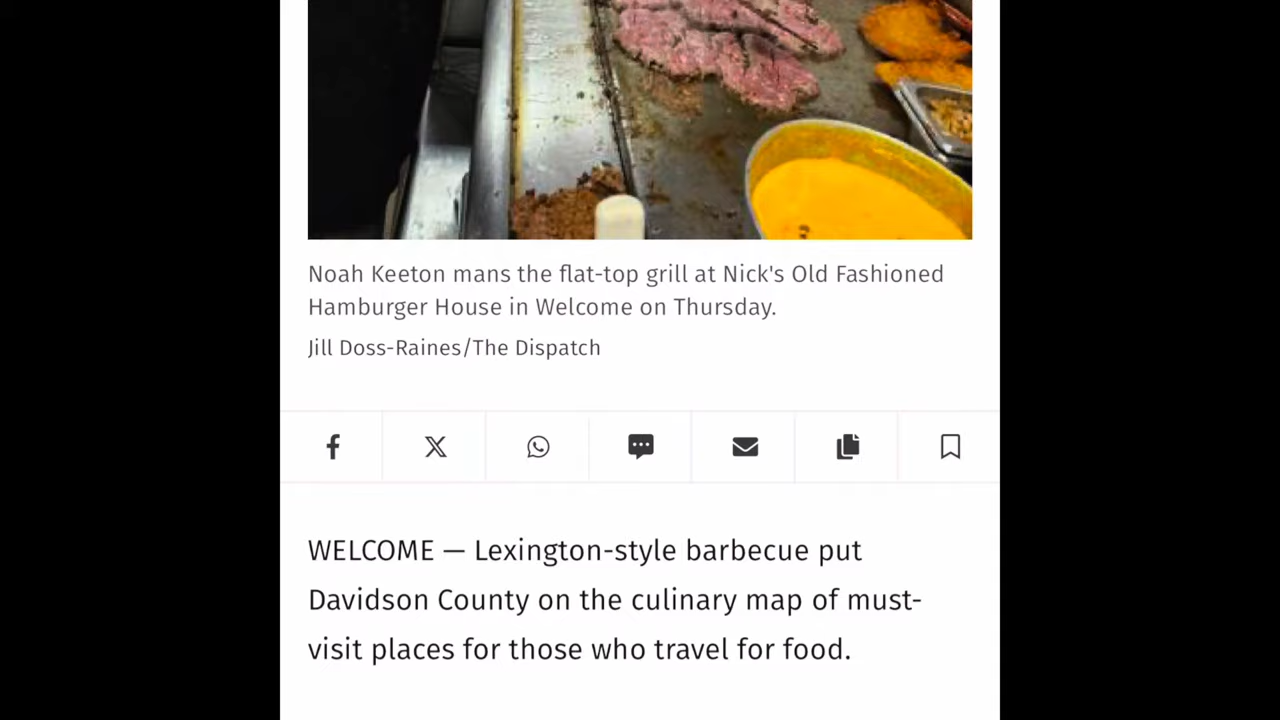 Noah Keeton mans the flat-top grill at Nick's Old Fashioned
Hamburger House in Welcome on Thursday.
Jill Doss-Raines/The Dispatch
WELCOME — Lexington-style barbecue put
Davidson County on the culinary map of must-
visit places for those who travel for food.